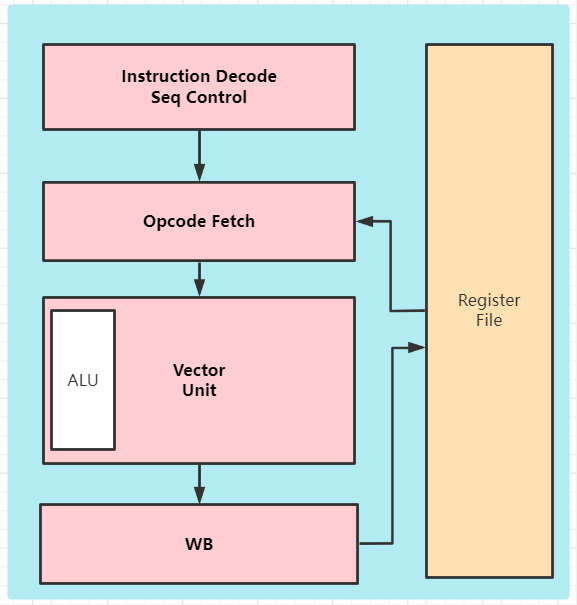 Instruction Decode
Seq Control
Opcode Fetch
Register
File
ALU
Vector
Unit
WB